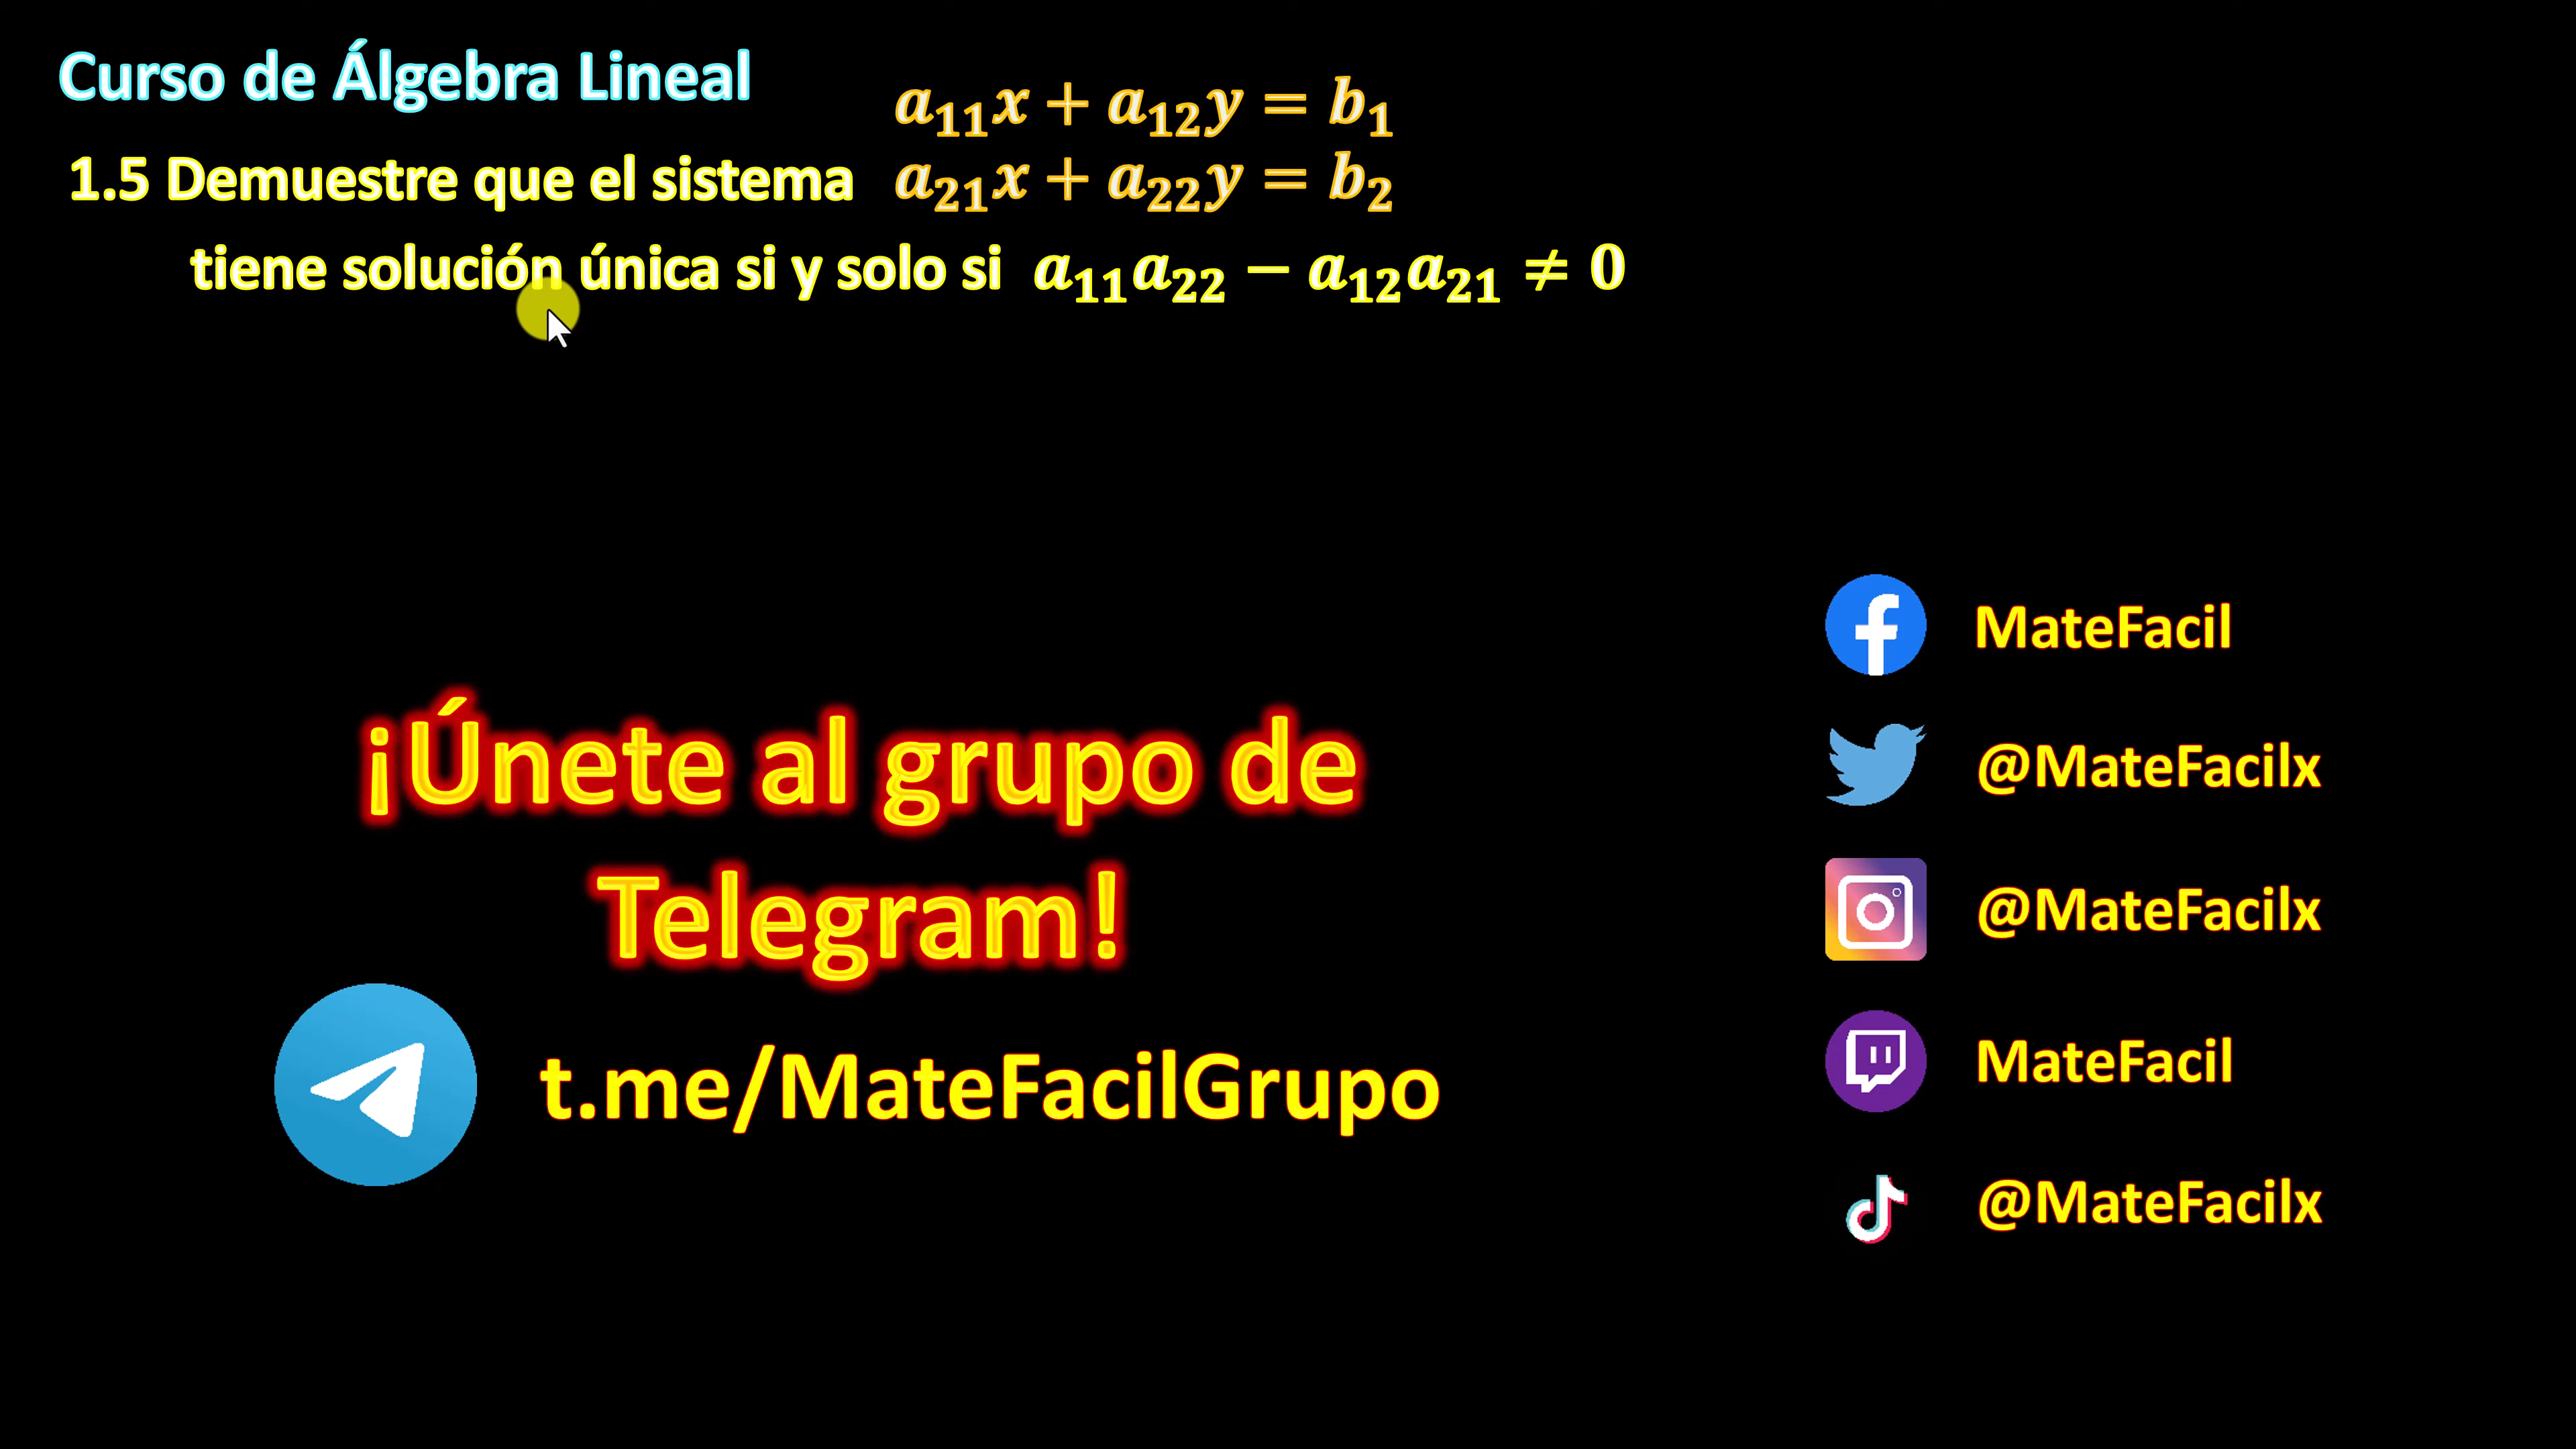 Curso de Álgebra Lineal
a₁₁x + a₁₂y = b₁
1.5 Demuestre que el sistema a₂₁x + a₂₂y = b₂
tiene solución única si y solo si a₁₁a₂₂ − a₁₂a₂₁ ≠ 0
¡Únete al grupo de
Telegram!
t.me/MateFacilGrupo
MateFacil
@MateFacilx
@MateFacilx
MateFacil
@MateFacilx